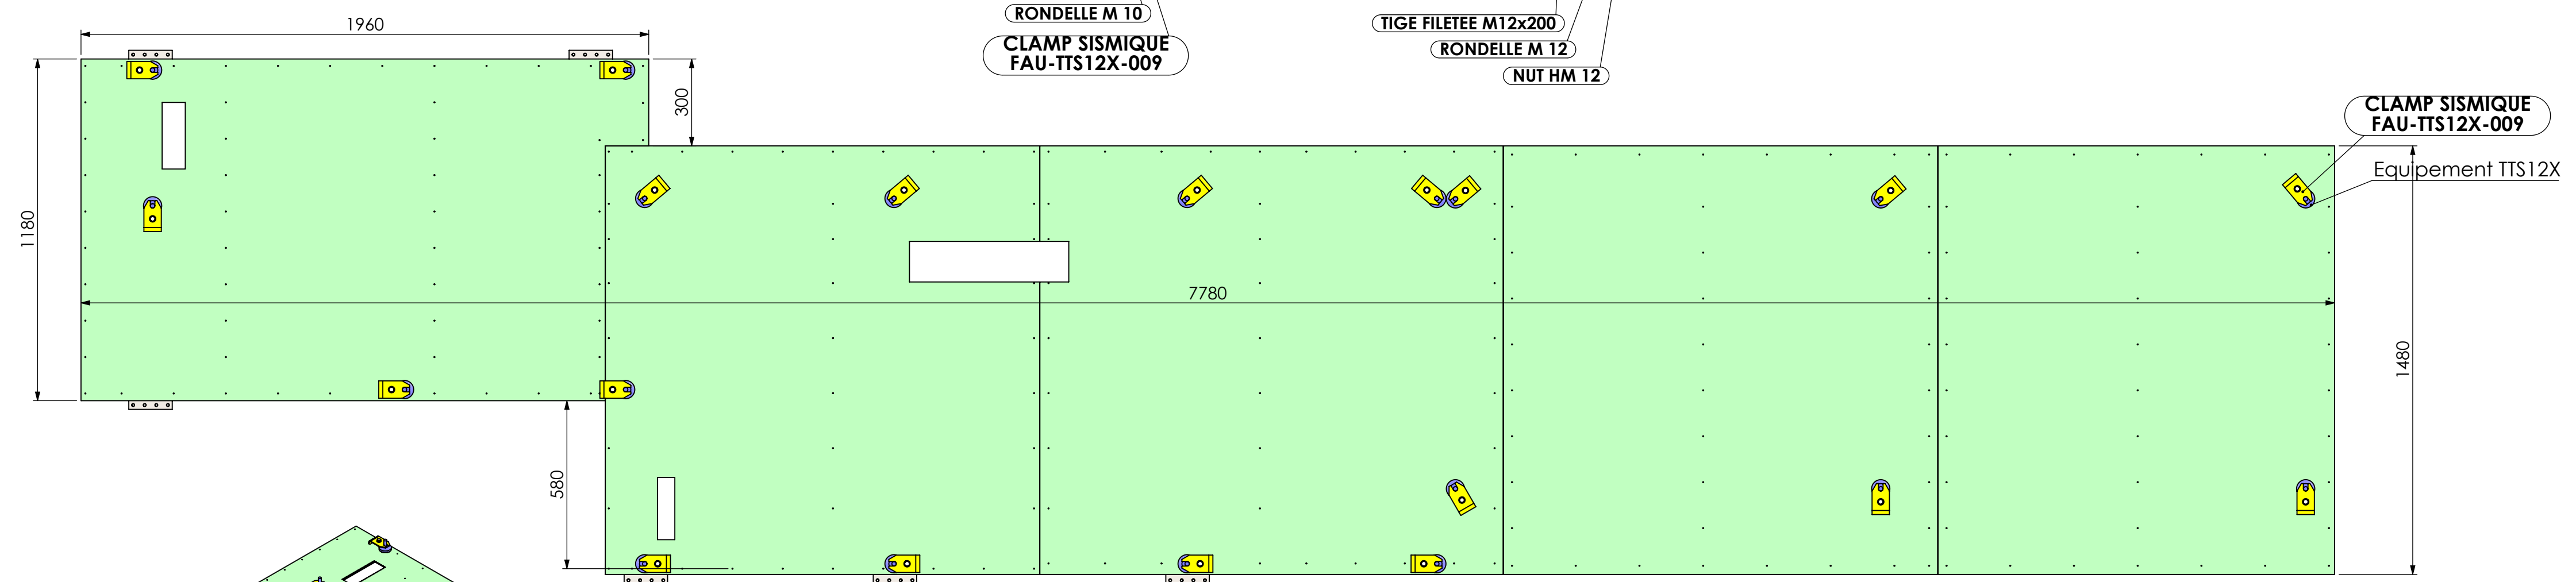 RONDELLE M 10
TIGE FILETEE M12x200
1960
CLAMP SISMIQUE
FAU-TTS12X-009
RONDELLE M 12
NUT HM 12
300
CLAMP SISMIQUE
FAU-TTS12X-009
Equipement TTS12X
1180
7780
1480
580